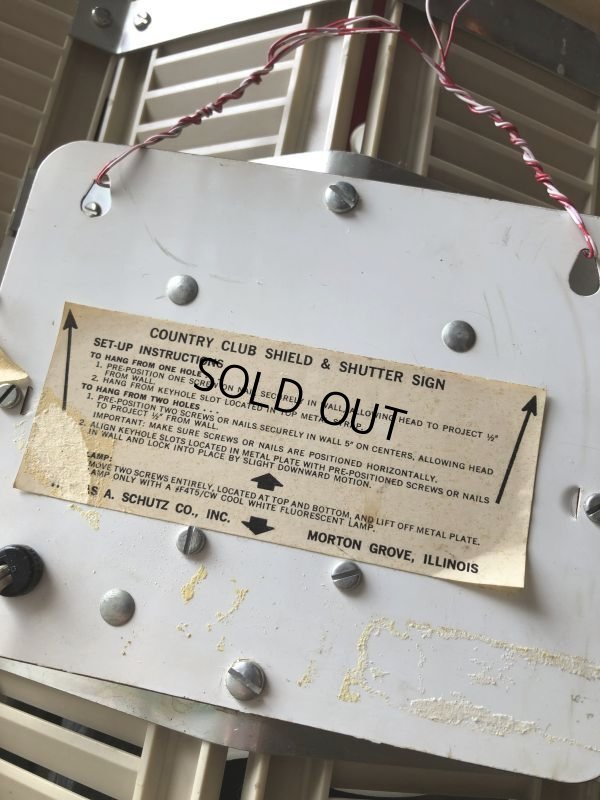 COUNTRY CLUB SHIELD & SHUTTER SIGN
SET-UP INSTRUCTIONS
TO HANG FROM ONE HOLE
1. PRE-POSITION ONE SCREW ON NAIL SECURELY IN WALL, ALLOWING HEAD TO PROJECT ½"
FROM WALL.
2. HANG FROM KEYHOLE SLOT LOCATED IN TOP METAL
TO HANG FROM TWO HOLES . . .
1. PRE-POSITION TWO SCREWS OR NAILS SECURELY IN WALL 5" ON CENTERS, ALLOWING HEAD
TO PROJECT ½" FROM WALL.
IMPORTANT: MAKE SURE SCREWS OR NAILS ARE POSITIONED HORIZONTALLY.
2. ALIGN KEYHOLE SLOTS LOCATED IN METAL PLATE WITH PRE-POSITIONED SCREWS OR NAILS
IN WALL AND LOCK INTO PLACE BY SLIGHT DOWNWARD MOTION.
LAMP:
MOVE TWO SCREWS ENTIRELY, LOCATED AT TOP AND BOTTOM, AND LIFT OFF METAL PLATE.
AMP ONLY WITH A #F4T5/CW COOL WHITE FLUORESCENT LAMP.
AS A. SCHUTZ CO., INC.
MORTON GROVE, ILLINOIS
SOLD OUT